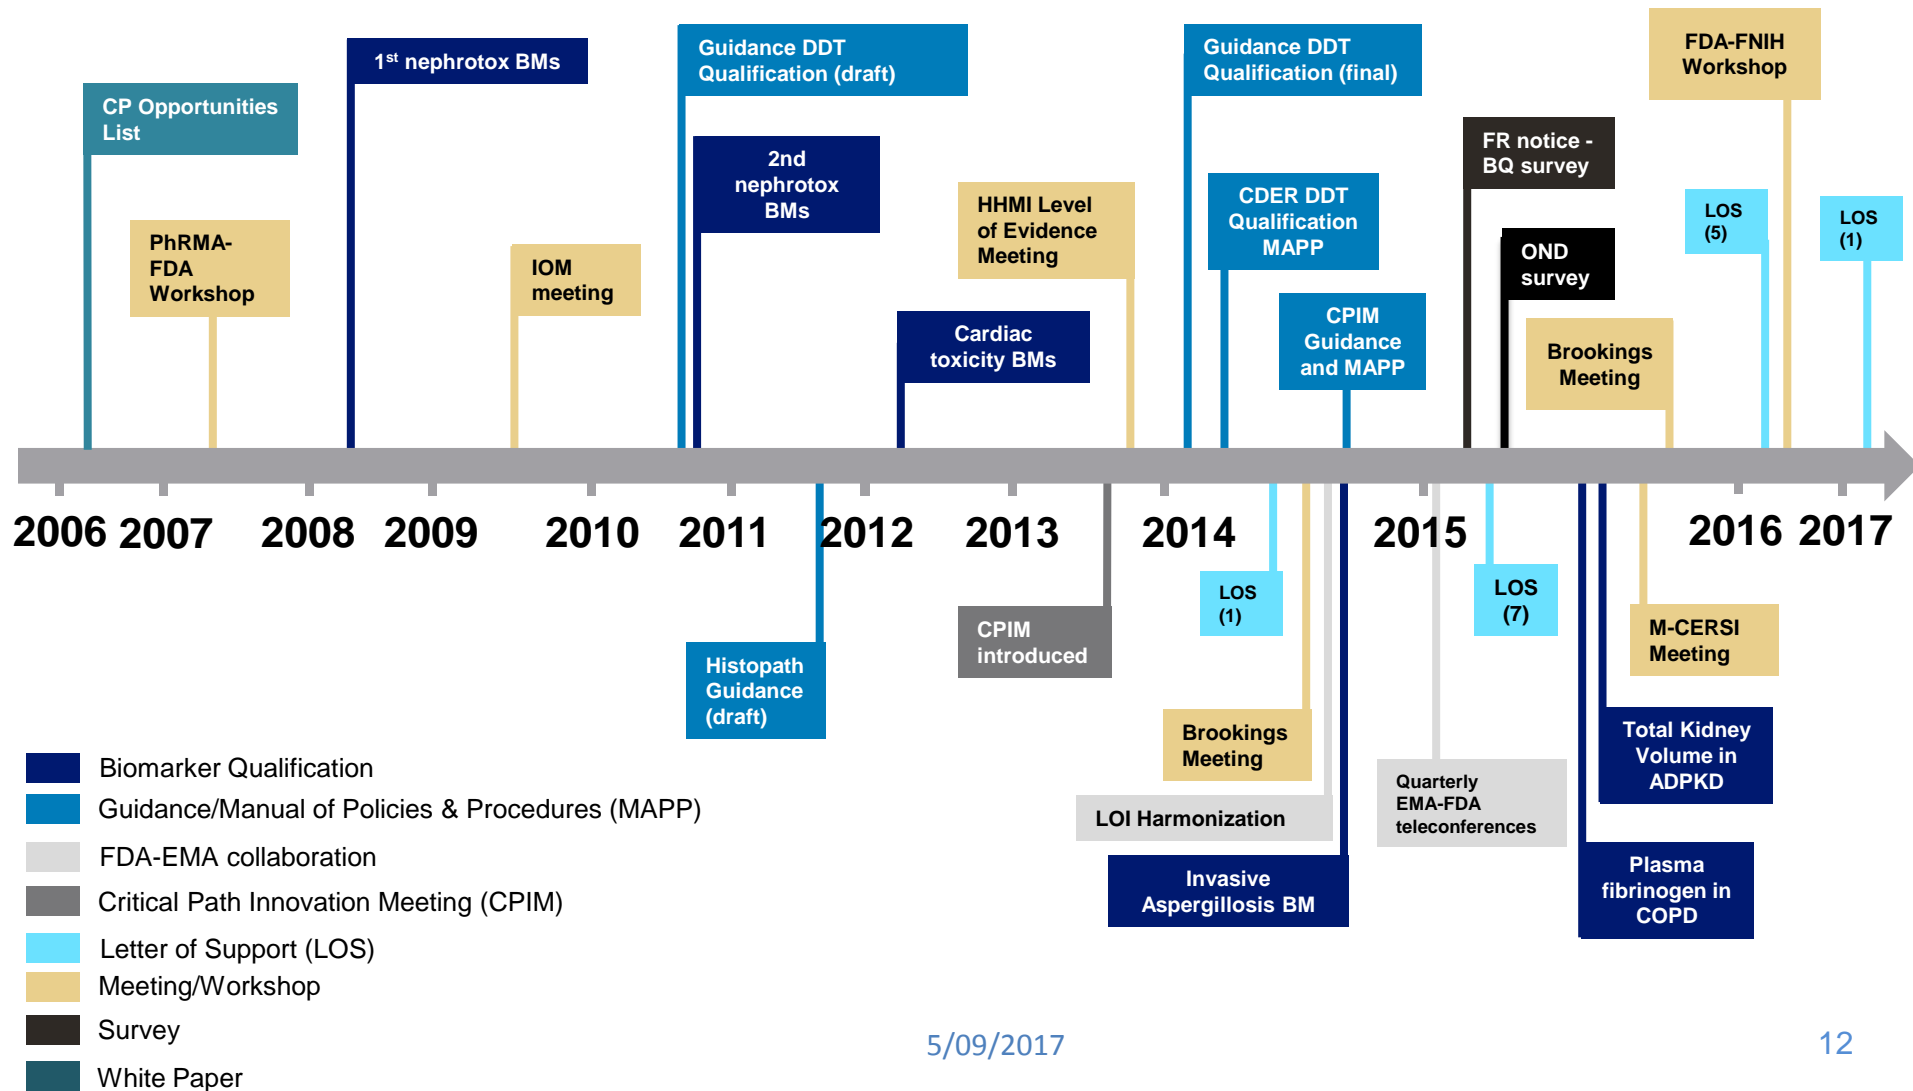 1st nephrotox BMs
Guidance DDT
Qualification (draft)
Guidance DDT
Qualification (final)
FDA-FNIH
Workshop
CP Opportunities
List
2nd
nephrotox
BMs
FR notice -
BQ survey
PhRMA-
FDA
Workshop
IOM
meeting
HHMI Level
of Evidence
Meeting
CDER DDT
Qualification
MAPP
OND
survey
LOS
(5)
LOS
(1)
Cardiac
toxicity BMs
CPIM
Guidance
and MAPP
Brookings
Meeting
2006
2007
2008
2009
2010
2011
2012
2013
2014
2015
2016
2017
Histopath
Guidance
(draft)
CPIM
introduced
LOS
(1)
LOS
(7)
M-CERSI
Meeting
Brookings
Meeting
LOI Harmonization
Invasive
Aspergillosis BM
Quarterly
EMA-FDA
teleconferences
Total Kidney
Volume in
ADPKD
Plasma
fibrinogen in
COPD
Biomarker Qualification
Guidance/Manual of Policies & Procedures (MAPP)
FDA-EMA collaboration
Critical Path Innovation Meeting (CPIM)
Letter of Support (LOS)
Meeting/Workshop
Survey
White Paper
5/09/2017
12